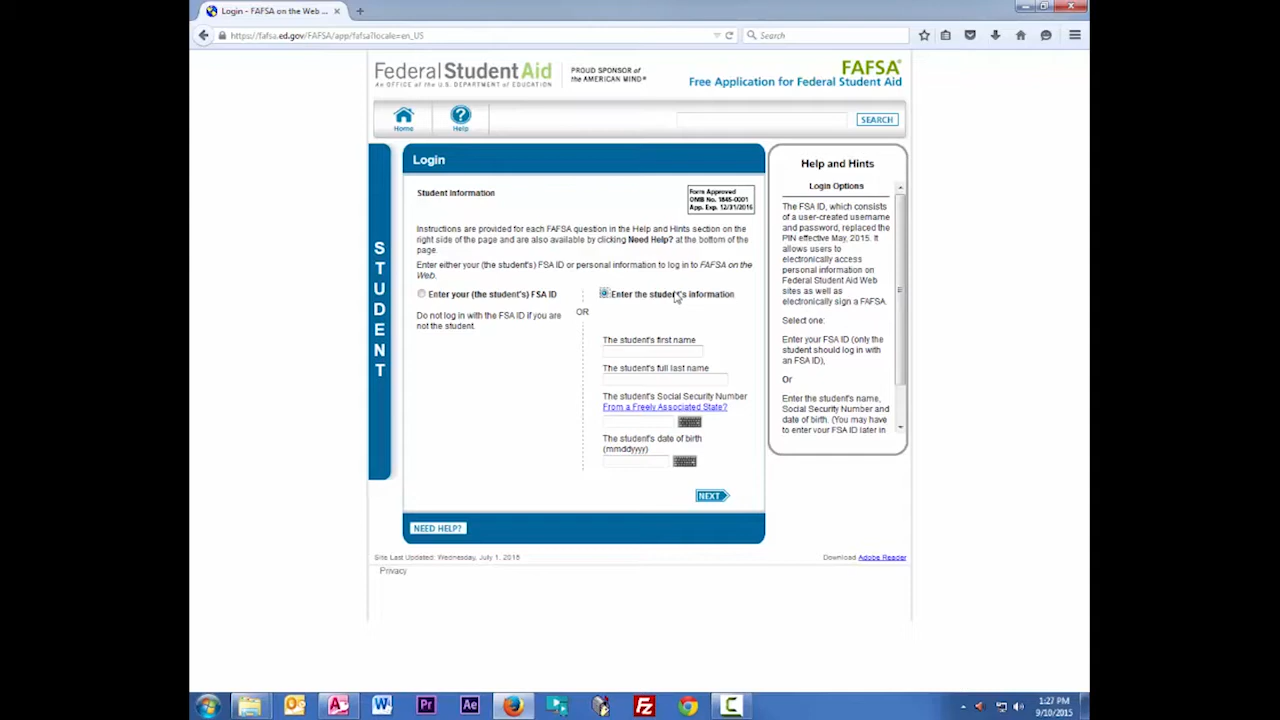 Login - FAFSA on the Web ...
https://fafsa.ed.gov/FAFSA/app/fafsa?locale=en_US
Search
Federal Student Aid
An OFFICE of the U.S. DEPARTMENT of EDUCATION
PROUD SPONSOR of
the AMERICAN MIND®
FAFSA®
Free Application for Federal Student Aid
Home
Help
SEARCH
STUDENT
Login
Student Information
Form Approved
OMB No. 1845-0001
App. Exp. 12/31/2016
Instructions are provided for each FAFSA question in the Help and Hints section on the
right side of the page and are also available by clicking Need Help? at the bottom of the
page.
Enter either your (the student's) FSA ID or personal information to log in to FAFSA on the
Web.
Enter your (the student's) FSA ID
Do not log in with the FSA ID if you are
not the student.
OR
Enter the student's information
The student's first name
The student's full last name
The student's Social Security Number
From a Freely Associated State?
The student's date of birth
(mmddyyyy)
NEXT
NEED HELP?
Help and Hints
Login Options
The FSA ID, which consists
of a user-created username
and password, replaced the
PIN effective May, 2015. It
allows users to
electronically access
personal information on
Federal Student Aid Web
sites as well as
electronically sign a FAFSA.
Select one:
Enter your FSA ID (only the
student should log in with
an FSA ID),
Or
Enter the student's name,
Social Security Number and
date of birth. (You may have
to enter your FSA ID later in
Site Last Updated: Wednesday, July 1, 2015
Download Adobe Reader
Privacy
Pr
Ae
1:27 PM
9/10/2015